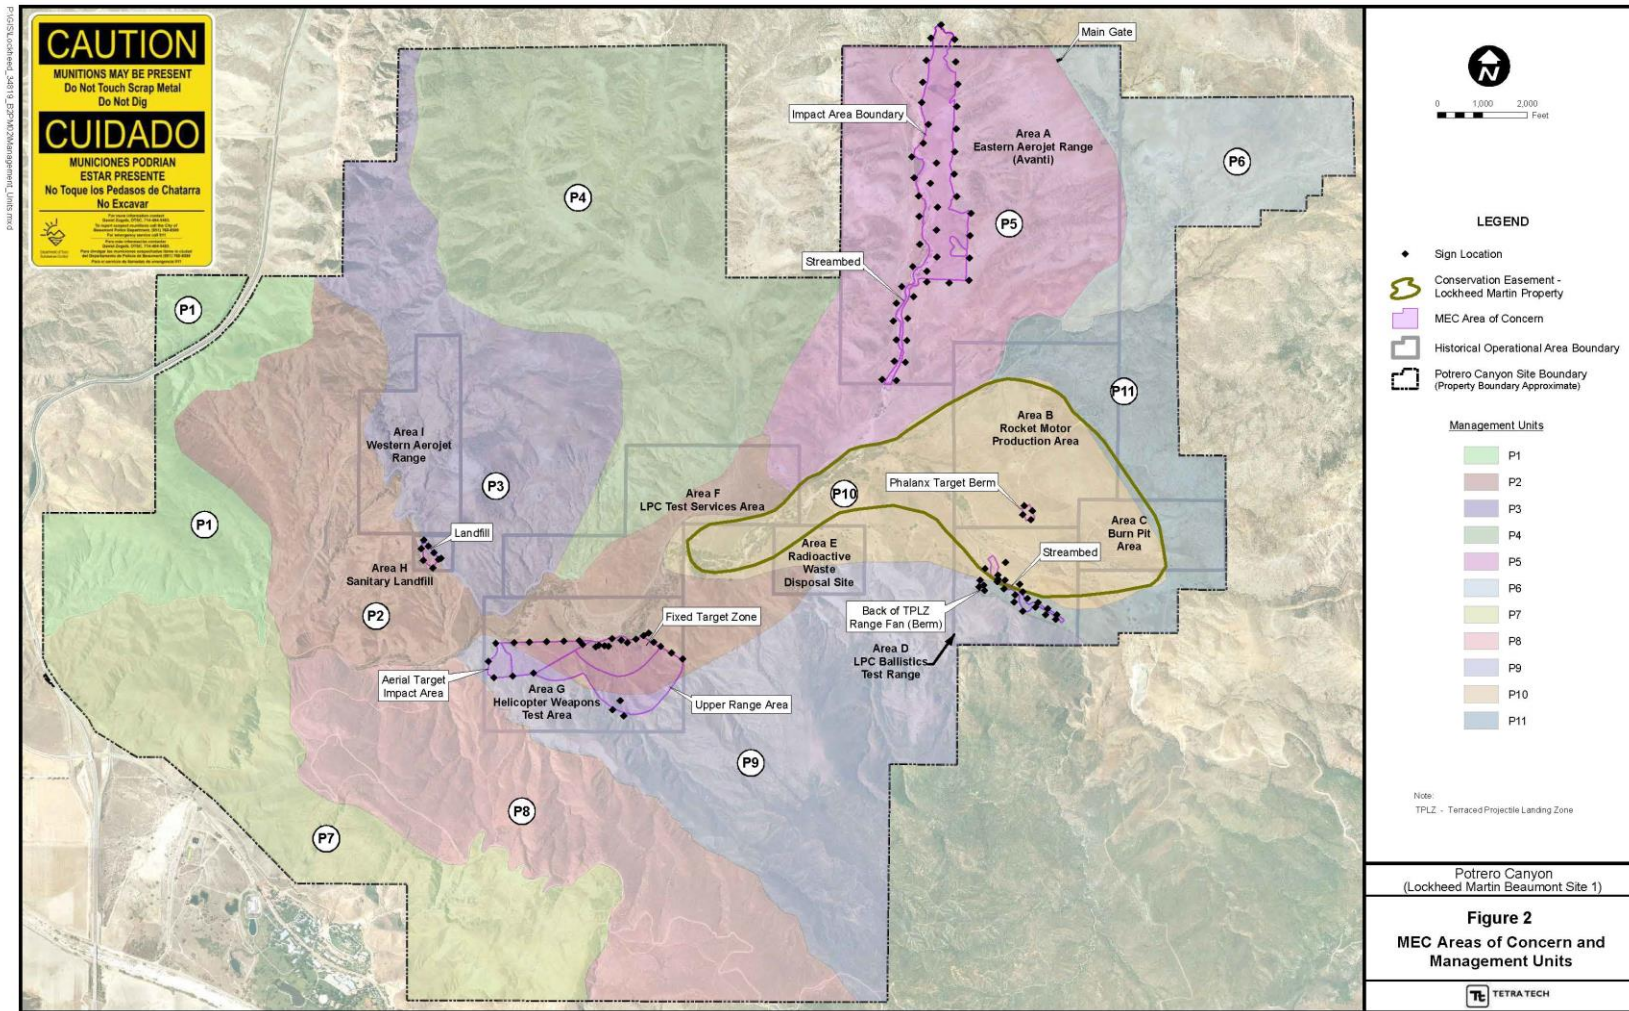 P:\GIS\Lockheed_34819_B3PM02\Management_Units.mxd
CAUTION
MUNITIONS MAY BE PRESENT
Do Not Touch Scrap Metal
Do Not Dig
CUIDADO
MUNICIONES PODRIAN
ESTAR PRESENTE
No Toque los Pedasos de Chatarra
No Excavar
Main Gate
Impact Area Boundary
Area A
Eastern Aerojet Range
(Avanti)
P6
P4
P5
Streambed
P1
P11
Area B
Rocket Motor
Production Area
Area I
Western Aerojet
Range
P3
Area F
LPC Test Services Area
P10
Phalanx Target Berm
P1
Landfill
Area C
Burn Pit
Area
Area E
Radioactive
Waste
Disposal Site
Streambed
Area H
Sanitary Landfill
P2
Back of TPLZ
Range Fan (Berm)
Fixed Target Zone
Area D
LPC Ballistics
Test Range
Aerial Target
Impact Area
Area G
Helicopter Weapons
Test Area
Upper Range Area
P9
P8
P7
N
0 1,000 2,000
Feet
LEGEND
Sign Location
Conservation Easement -
Lockheed Martin Property
MEC Area of Concern
Historical Operational Area Boundary
Potrero Canyon Site Boundary
(Property Boundary Approximate)
Management Units
P1
P2
P3
P4
P5
P6
P7
P8
P9
P10
P11
Note:
TPLZ - Terraced Projectile Landing Zone
Potrero Canyon
(Lockheed Martin Beaumont Site 1)
Figure 2
MEC Areas of Concern and
Management Units
Tt TETRA TECH